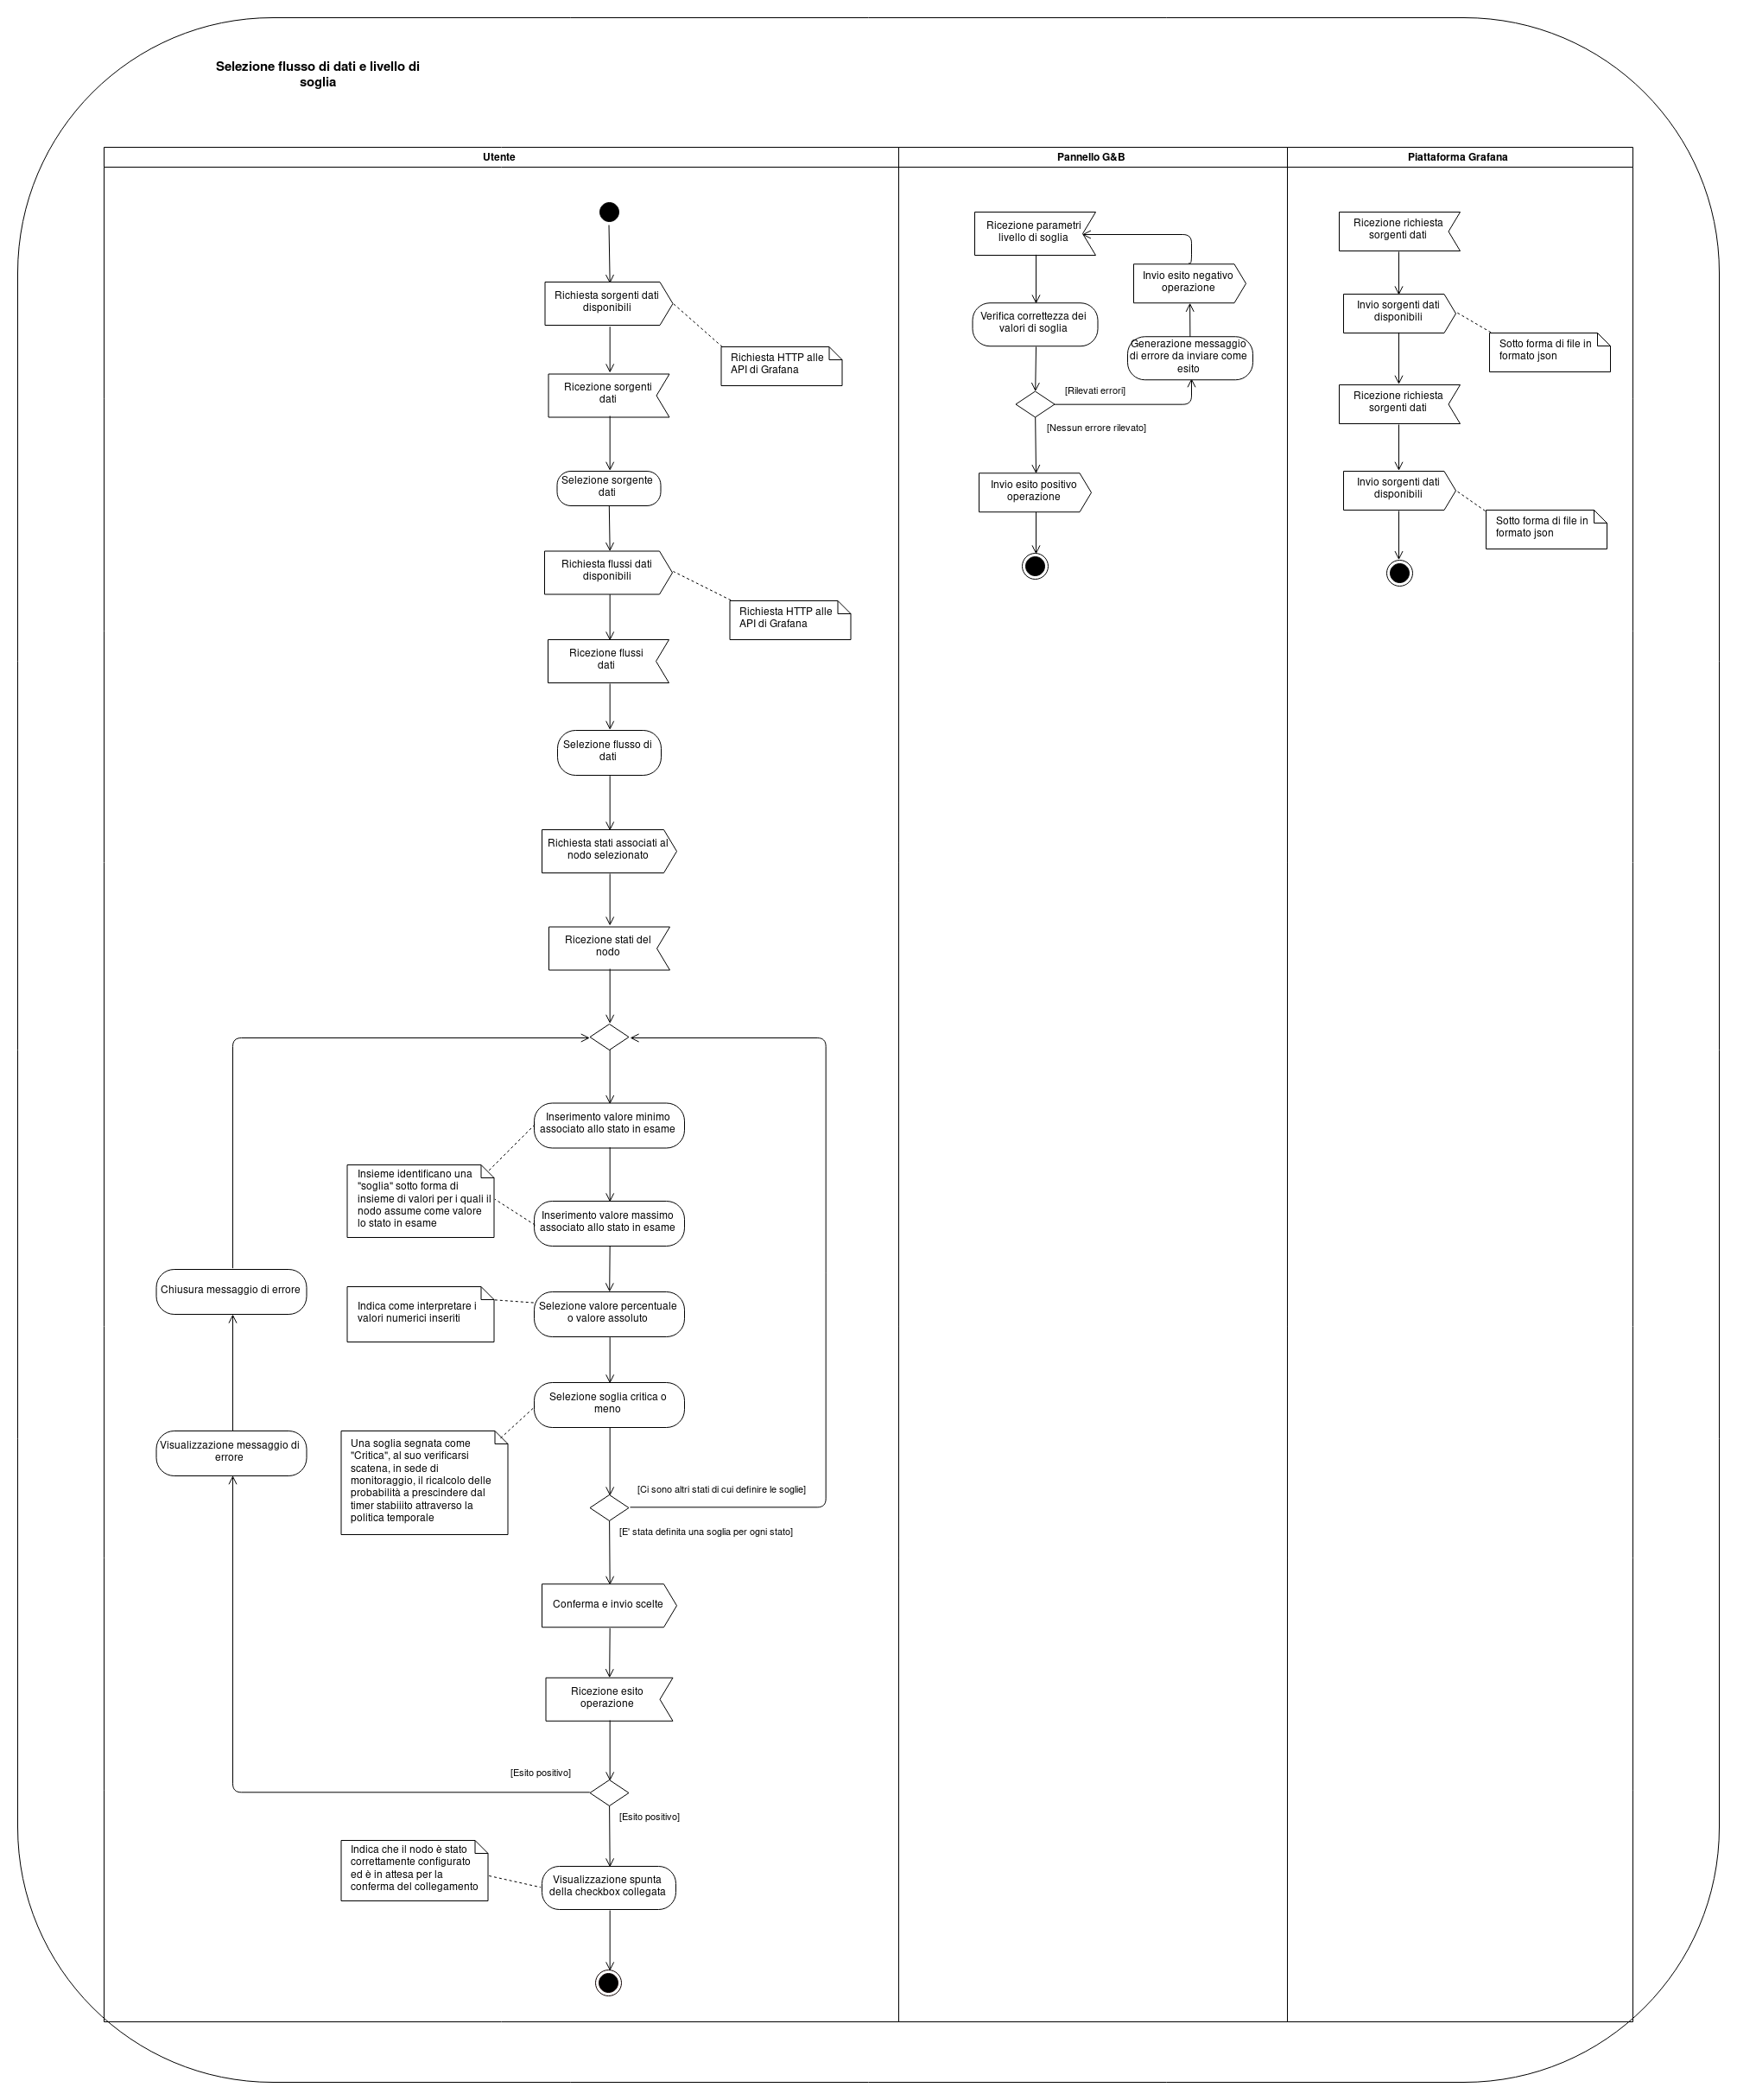 Selezione flusso di dati e livello di
soglia
Utente
Richiesta sorgenti dati
disponibili
Richiesta HTTP alle
API di Grafana
Ricezione sorgenti
dati
Selezione sorgente
dati
Richiesta flussi dati
disponibili
Richiesta HTTP alle
API di Grafana
Ricezione flussi
dati
Selezione flusso di
dati
Richiesta stati associati al
nodo selezionato
Ricezione stati del
nodo
Inserimento valore minimo
associato allo stato in esame
Insieme identificano una
"soglia" sotto forma di
insieme di valori per i quali il
nodo assume come valore
lo stato in esame
Inserimento valore massimo
associato allo stato in esame
Chiusura messaggio di errore
Indica come interpretare i
valori numerici inseriti
Selezione valore percentuale
o valore assoluto
Selezione soglia critica o
meno
Visualizzazione messaggio di
errore
Una soglia segnata come
"Critica", al suo verificarsi
scatena, in sede di
monitoraggio, il ricalcolo delle
probabilità a prescindere dal
timer stabiiito attraverso la
politica temporale
[Ci sono altri stati di cui definire le soglie]
[E' stata definita una soglia per ogni stato]
Conferma e invio scelte
Ricezione esito
operazione
[Esito positivo]
[Esito positivo]
Indica che il nodo è stato
correttamente configurato
ed è in attesa per la
conferma del collegamento
Visualizzazione spunta
della checkbox collegata
Pannello G&B
Ricezione parametri
livello di soglia
Invio esito negativo
operazione
Verifica correttezza dei
valori di soglia
Generazione messaggio
di errore da inviare come
esito
[Rilevati errori]
[Nessun errore rilevato]
Invio esito positivo
operazione
Piattaforma Grafana
Ricezione richiesta
sorgenti dati
Invio sorgenti dati
disponibili
Sotto forma di file in
formato json
Ricezione richiesta
sorgenti dati
Invio sorgenti dati
disponibili
Sotto forma di file in
formato json